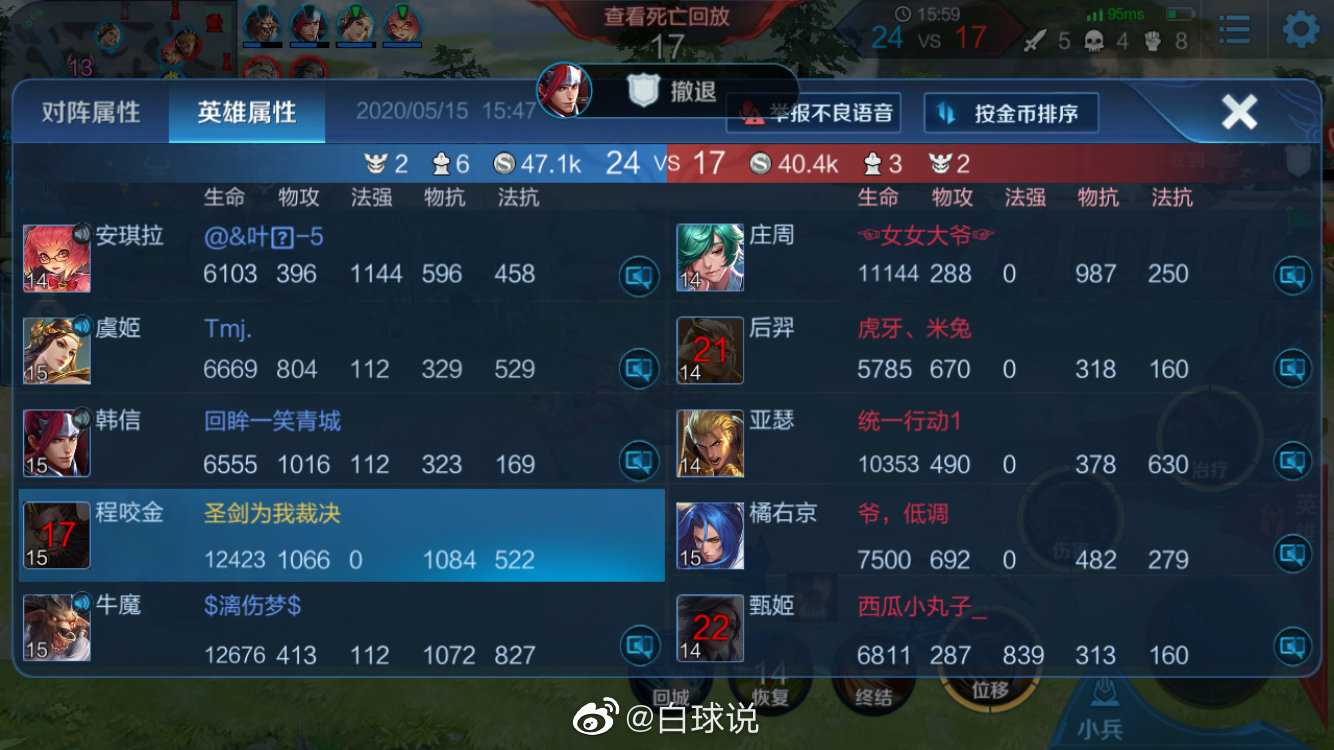 查看死亡回放
17
15:59
95ms
24 vs 17
5 4 8
13
撤退
对阵属性 英雄属性 2020/05/15 15:47 举报不良语音 按金币排序
2 6 47.1k 24 VS 17 40.4k 3 2
生命 物攻 法强 物抗 法抗
生命 物攻 法强 物抗 法抗
安琪拉 @&叶?-5
14 6103 396 1144 596 458
庄周 ☜女女大爷☞
14 11144 288 0 987 250
虞姬 Tmj.
15 6669 804 112 329 529
后羿 虎牙、米兔
21 14 5785 670 0 318 160
韩信 回眸一笑青城
15 6555 1016 112 323 169
亚瑟 统一行动1
14 10353 490 0 378 630
程咬金 圣剑为我裁决
17 15 12423 1066 0 1084 522
橘右京 爷，低调
15 7500 692 0 482 279
牛魔 $漓伤梦$
15 12676 413 112 1072 827
甄姬 西瓜小丸子_
22 14 6811 287 0 839 313 160
治疗
回城
14
恢复
终结
位移
小兵
@白球说